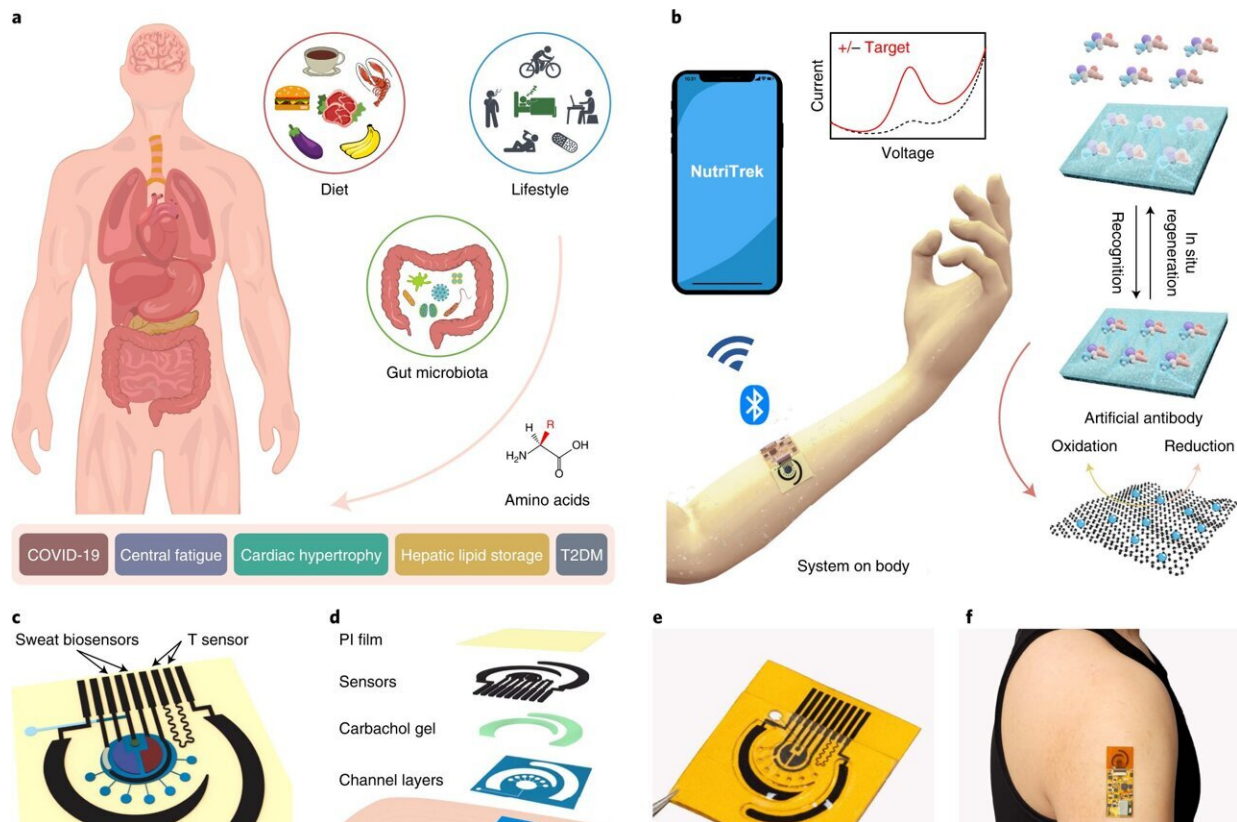 a
Diet
Lifestyle
Gut microbiota
H
R
H₂N
OH
O
Amino acids
COVID-19
Central fatigue
Cardiac hypertrophy
Hepatic lipid storage
T2DM
b
10:01
NutriTrek
+/– Target
Current
Voltage
Recognition
In situ
regeneration
Artificial antibody
Oxidation
Reduction
System on body
c
Sweat biosensors
T sensor
d
PI film
Sensors
Carbachol gel
Channel layers
e
f